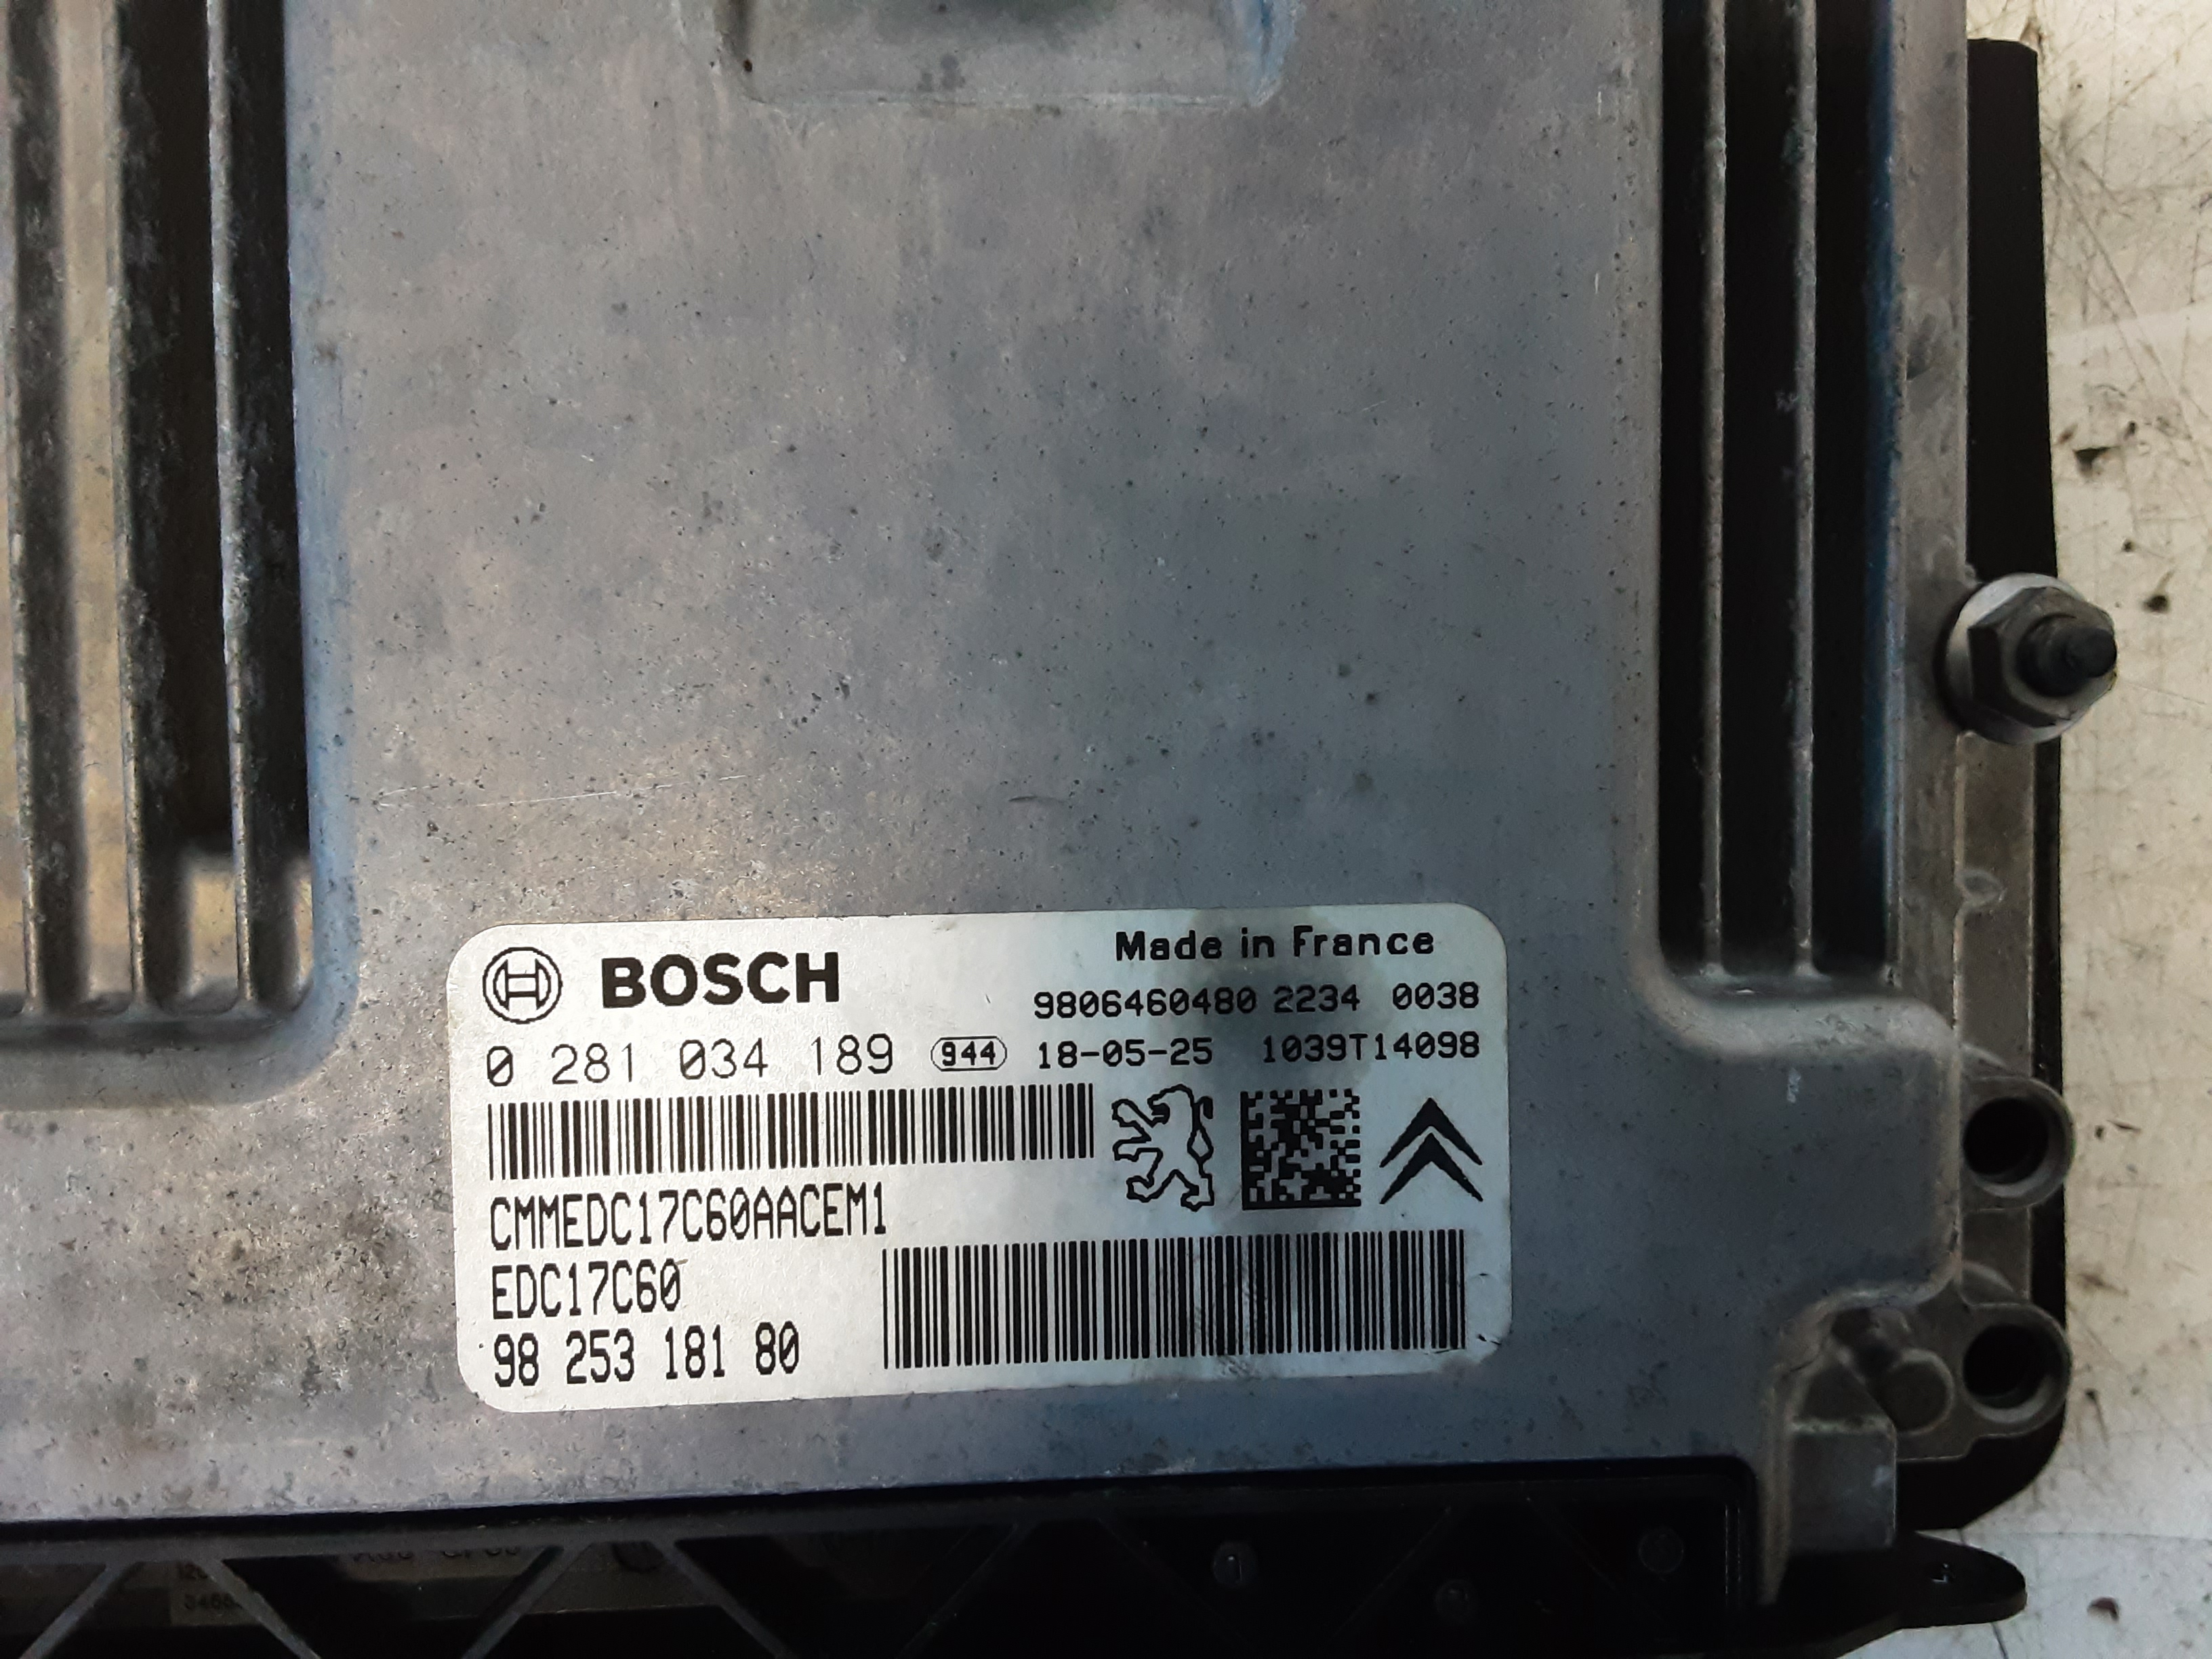 BOSCH
Made in France
9806460480 2234 0038
0 281 034 189 944 18-05-25 1039T14098
CMMEDC17C60AACEM1
EDC17C60
98 253 181 80